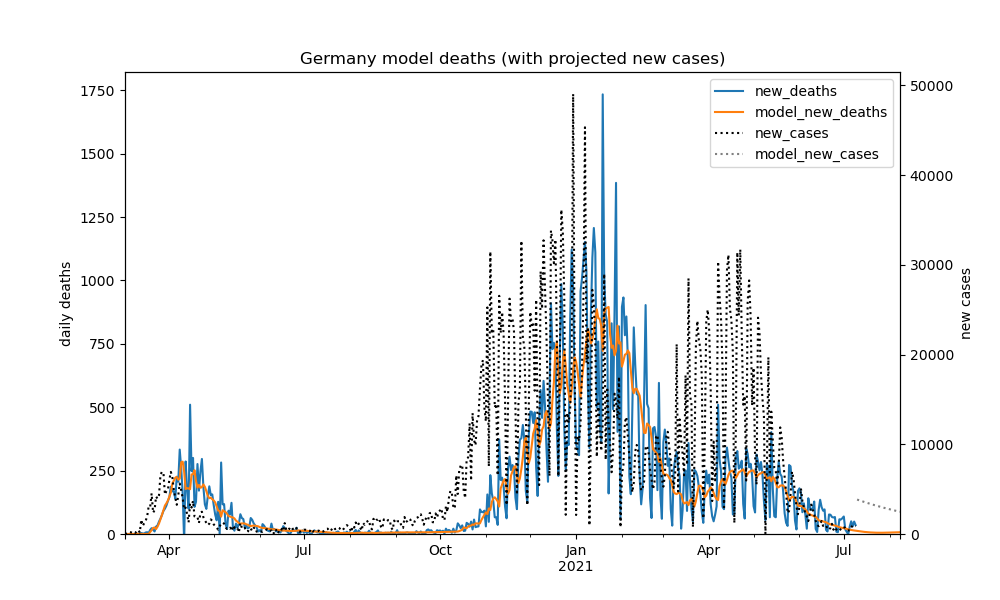 Germany model deaths (with projected new cases)
new_deaths
model_new_deaths
new_cases
model_new_cases
daily deaths
1750
1500
1250
1000
750
500
250
0
new cases
50000
40000
30000
20000
10000
0
Apr
Jul
Oct
Jan
2021
Apr
Jul